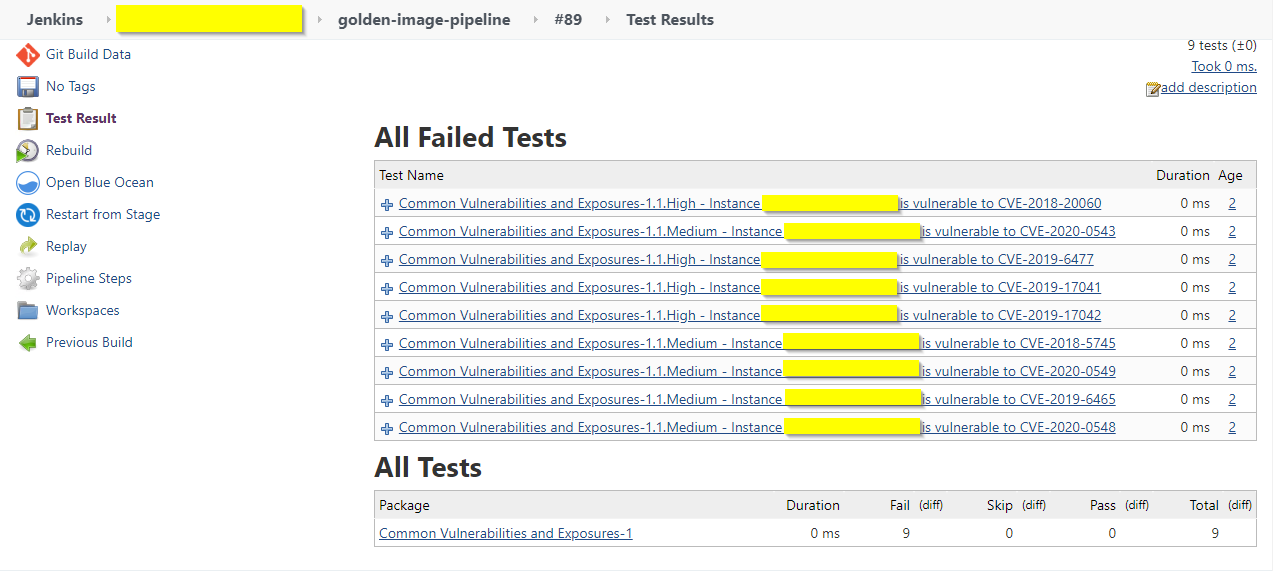 Jenkins golden-image-pipeline #89 Test Results
9 tests (±0)
Took 0 ms.
add description
Git Build Data
No Tags
Test Result
Rebuild
Open Blue Ocean
Restart from Stage
Replay
Pipeline Steps
Workspaces
Previous Build
All Failed Tests
Test Name Duration Age
Common Vulnerabilities and Exposures-1.1.High - Instance is vulnerable to CVE-2018-20060 0 ms 2
Common Vulnerabilities and Exposures-1.1.Medium - Instance is vulnerable to CVE-2020-0543 0 ms 2
Common Vulnerabilities and Exposures-1.1.High - Instance is vulnerable to CVE-2019-6477 0 ms 2
Common Vulnerabilities and Exposures-1.1.High - Instance is vulnerable to CVE-2019-17041 0 ms 2
Common Vulnerabilities and Exposures-1.1.High - Instance is vulnerable to CVE-2019-17042 0 ms 2
Common Vulnerabilities and Exposures-1.1.Medium - Instance is vulnerable to CVE-2018-5745 0 ms 2
Common Vulnerabilities and Exposures-1.1.Medium - Instance is vulnerable to CVE-2020-0549 0 ms 2
Common Vulnerabilities and Exposures-1.1.Medium - Instance is vulnerable to CVE-2019-6465 0 ms 2
Common Vulnerabilities and Exposures-1.1.Medium - Instance is vulnerable to CVE-2020-0548 0 ms 2
All Tests
Package Duration Fail (diff) Skip (diff) Pass (diff) Total (diff)
Common Vulnerabilities and Exposures-1 0 ms 9 0 0 9